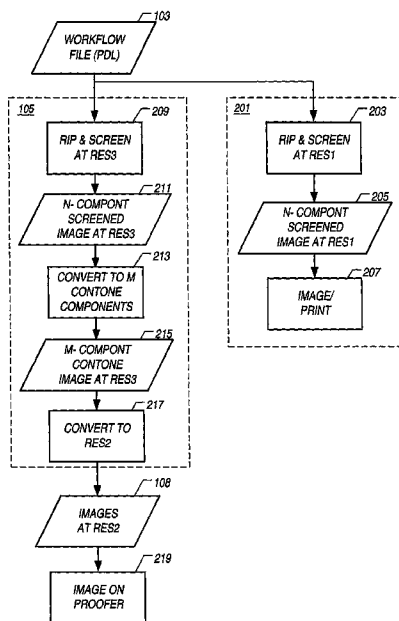 103
WORKFLOW
FILE (PDL)
105
209
RIP & SCREEN
AT RES3
211
N- COMPONT
SCREENED
IMAGE AT RES3
213
CONVERT TO M
CONTONE
COMPONENTS
215
M- COMPONT
CONTONE
IMAGE AT RES3
217
CONVERT TO
RES2
108
IMAGES
AT RES2
219
IMAGE ON
PROOFER
201
203
RIP & SCREEN
AT RES1
205
N- COMPONT
SCREENED
IMAGE AT RES1
207
IMAGE/
PRINT